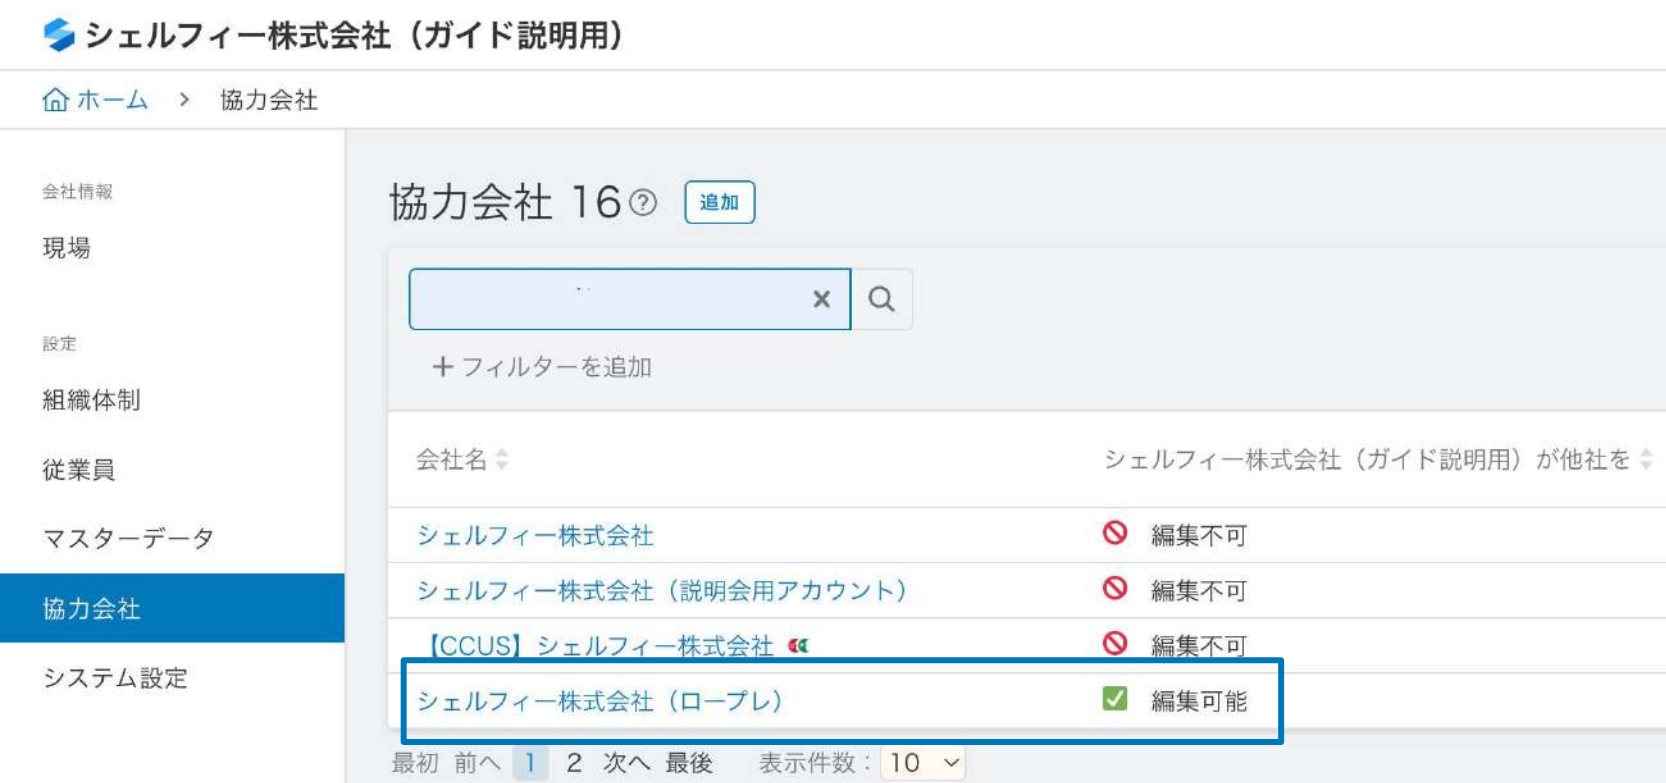 シェルフィー株式会社（ガイド説明用）
ホーム > 協力会社
会社情報
現場
設定
組織体制
従業員
マスターデータ
協力会社
システム設定
協力会社 16 ? 追加
+ フィルターを追加
会社名 シェルフィー株式会社（ガイド説明用）が他社を
シェルフィー株式会社 編集不可
シェルフィー株式会社（説明会用アカウント） 編集不可
【CCUS】シェルフィー株式会社 編集不可
シェルフィー株式会社（ロープレ） 編集可能
最初 前へ 1 2 次へ 最後 表示件数： 10